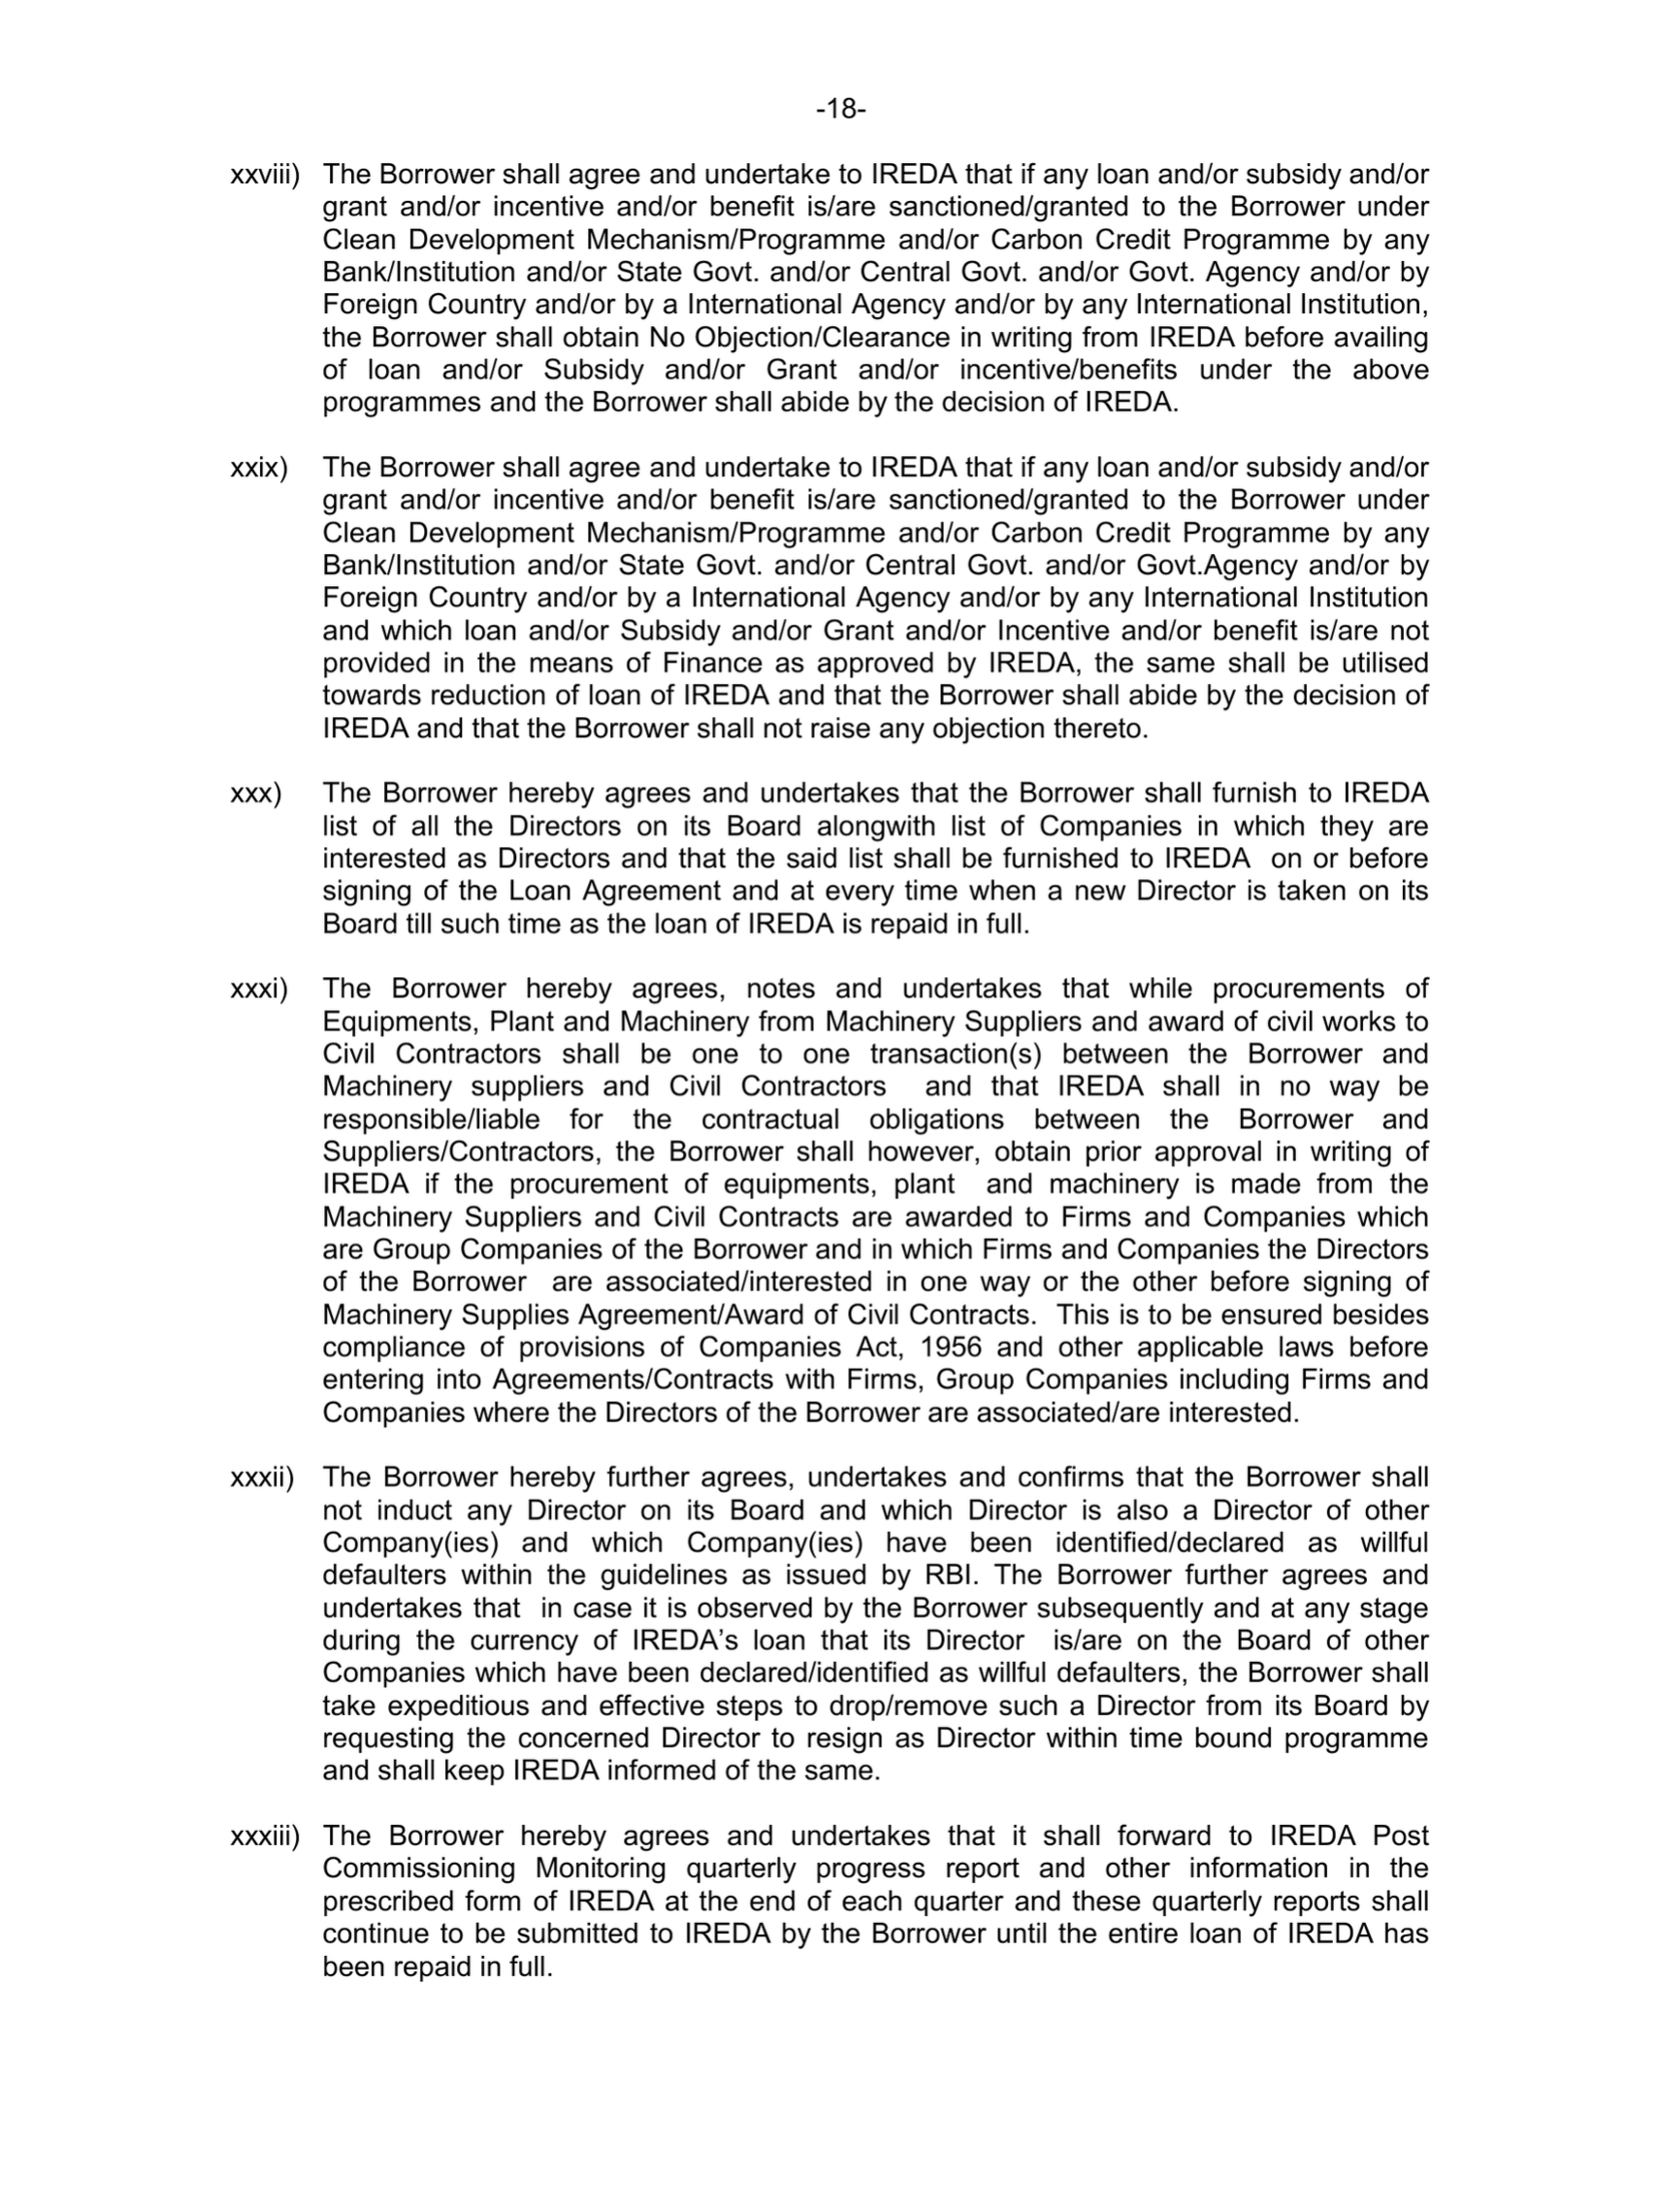 -18-
xxviii) The Borrower shall agree and undertake to IREDA that if any loan and/or subsidy and/or
grant and/or incentive and/or benefit is/are sanctioned/granted to the Borrower under
Clean Development Mechanism/Programme and/or Carbon Credit Programme by any
Bank/Institution and/or State Govt. and/or Central Govt. and/or Govt. Agency and/or by
Foreign Country and/or by a International Agency and/or by any International Institution,
the Borrower shall obtain No Objection/Clearance in writing from IREDA before availing
of loan and/or Subsidy and/or Grant and/or incentive/benefits under the above
programmes and the Borrower shall abide by the decision of IREDA.
xxix) The Borrower shall agree and undertake to IREDA that if any loan and/or subsidy and/or
grant and/or incentive and/or benefit is/are sanctioned/granted to the Borrower under
Clean Development Mechanism/Programme and/or Carbon Credit Programme by any
Bank/Institution and/or State Govt. and/or Central Govt. and/or Govt.Agency and/or by
Foreign Country and/or by a International Agency and/or by any International Institution
and which loan and/or Subsidy and/or Grant and/or Incentive and/or benefit is/are not
provided in the means of Finance as approved by IREDA, the same shall be utilised
towards reduction of loan of IREDA and that the Borrower shall abide by the decision of
IREDA and that the Borrower shall not raise any objection thereto.
xxx) The Borrower hereby agrees and undertakes that the Borrower shall furnish to IREDA
list of all the Directors on its Board alongwith list of Companies in which they are
interested as Directors and that the said list shall be furnished to IREDA on or before
signing of the Loan Agreement and at every time when a new Director is taken on its
Board till such time as the loan of IREDA is repaid in full.
xxxi) The Borrower hereby agrees, notes and undertakes that while procurements of
Equipments, Plant and Machinery from Machinery Suppliers and award of civil works to
Civil Contractors shall be one to one transaction(s) between the Borrower and
Machinery suppliers and Civil Contractors and that IREDA shall in no way be
responsible/liable for the contractual obligations between the Borrower and
Suppliers/Contractors, the Borrower shall however, obtain prior approval in writing of
IREDA if the procurement of equipments, plant and machinery is made from the
Machinery Suppliers and Civil Contracts are awarded to Firms and Companies which
are Group Companies of the Borrower and in which Firms and Companies the Directors
of the Borrower are associated/interested in one way or the other before signing of
Machinery Supplies Agreement/Award of Civil Contracts. This is to be ensured besides
compliance of provisions of Companies Act, 1956 and other applicable laws before
entering into Agreements/Contracts with Firms, Group Companies including Firms and
Companies where the Directors of the Borrower are associated/are interested.
xxxii) The Borrower hereby further agrees, undertakes and confirms that the Borrower shall
not induct any Director on its Board and which Director is also a Director of other
Company(ies) and which Company(ies) have been identified/declared as willful
defaulters within the guidelines as issued by RBI. The Borrower further agrees and
undertakes that in case it is observed by the Borrower subsequently and at any stage
during the currency of IREDA’s loan that its Director is/are on the Board of other
Companies which have been declared/identified as willful defaulters, the Borrower shall
take expeditious and effective steps to drop/remove such a Director from its Board by
requesting the concerned Director to resign as Director within time bound programme
and shall keep IREDA informed of the same.
xxxiii) The Borrower hereby agrees and undertakes that it shall forward to IREDA Post
Commissioning Monitoring quarterly progress report and other information in the
prescribed form of IREDA at the end of each quarter and these quarterly reports shall
continue to be submitted to IREDA by the Borrower until the entire loan of IREDA has
been repaid in full.